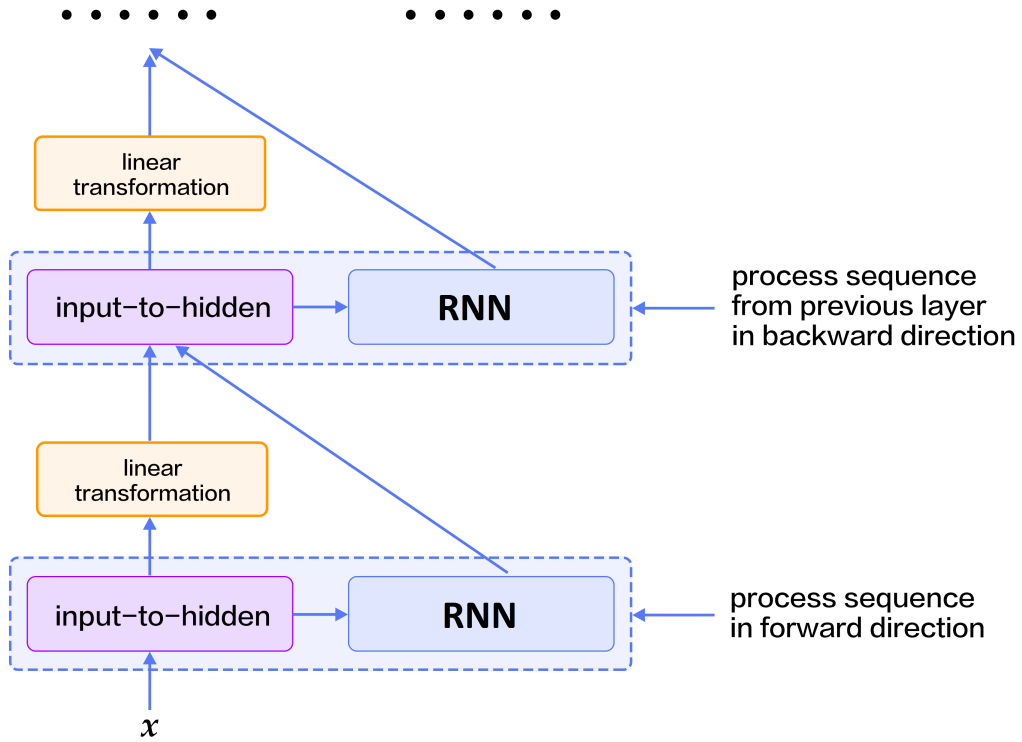 linear
transformation
input-to-hidden
RNN
process sequence
from previous layer
in backward direction
linear
transformation
input-to-hidden
RNN
process sequence
in forward direction
x